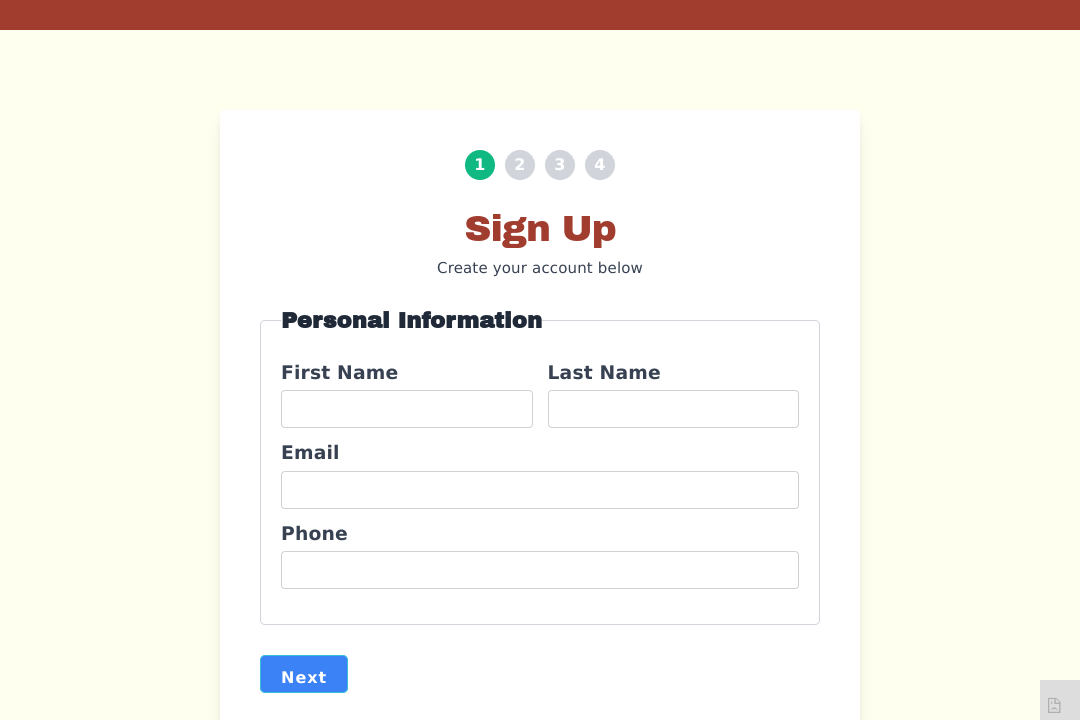 1 2 3 4
Sign Up
Create your account below
Personal Information
First Name Last Name
Email
Phone
Next